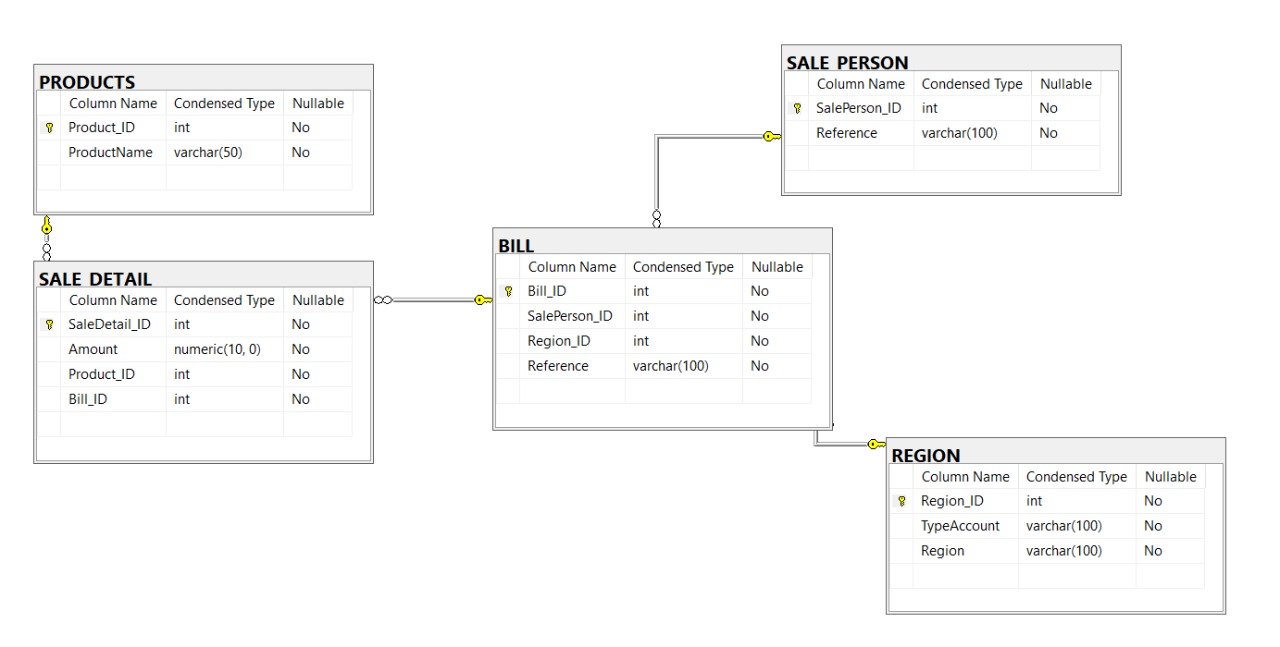 PRODUCTS
Column Name Condensed Type Nullable
Product_ID int No
ProductName varchar(50) No
SALE_DETAIL
Column Name Condensed Type Nullable
SaleDetail_ID int No
Amount numeric(10, 0) No
Product_ID int No
Bill_ID int No
BILL
Column Name Condensed Type Nullable
Bill_ID int No
SalePerson_ID int No
Region_ID int No
Reference varchar(100) No
SALE_PERSON
Column Name Condensed Type Nullable
SalePerson_ID int No
Reference varchar(100) No
REGION
Column Name Condensed Type Nullable
Region_ID int No
TypeAccount varchar(100) No
Region varchar(100) No